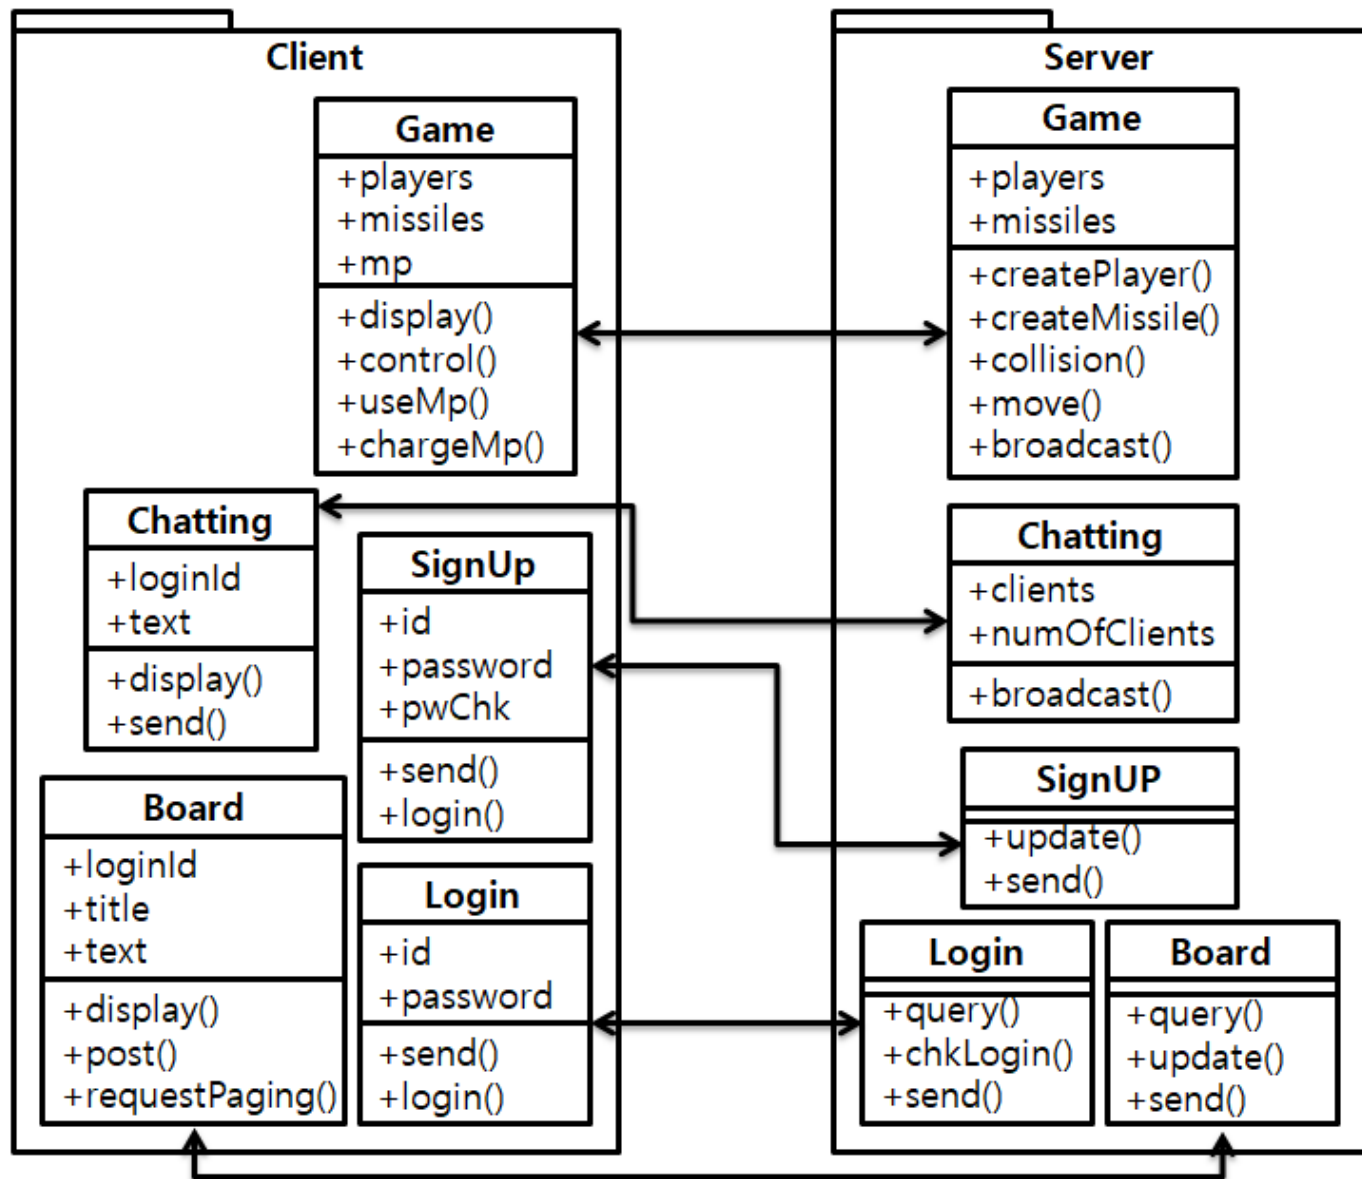 Client
Game
+players
+missiles
+mp
+display()
+control()
+useMp()
+chargeMp()
Chatting
+loginId
+text
+display()
+send()
SignUp
+id
+password
+pwChk
+send()
+login()
Board
+loginId
+title
+text
+display()
+post()
+requestPaging()
Login
+id
+password
+send()
+login()
Server
Game
+players
+missiles
+createPlayer()
+createMissile()
+collision()
+move()
+broadcast()
Chatting
+clients
+numOfClients
+broadcast()
SignUP
+update()
+send()
Login
+query()
+chkLogin()
+send()
Board
+query()
+update()
+send()